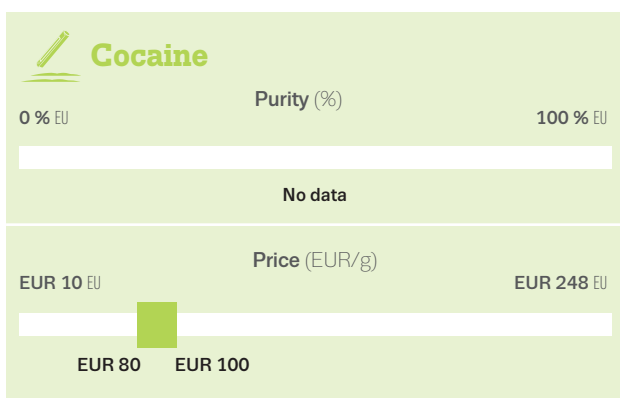 Cocaine
Purity (%)
0 % EU 100 % EU
No data
Price (EUR/g)
EUR 10 EU EUR 248 EU
EUR 80 EUR 100